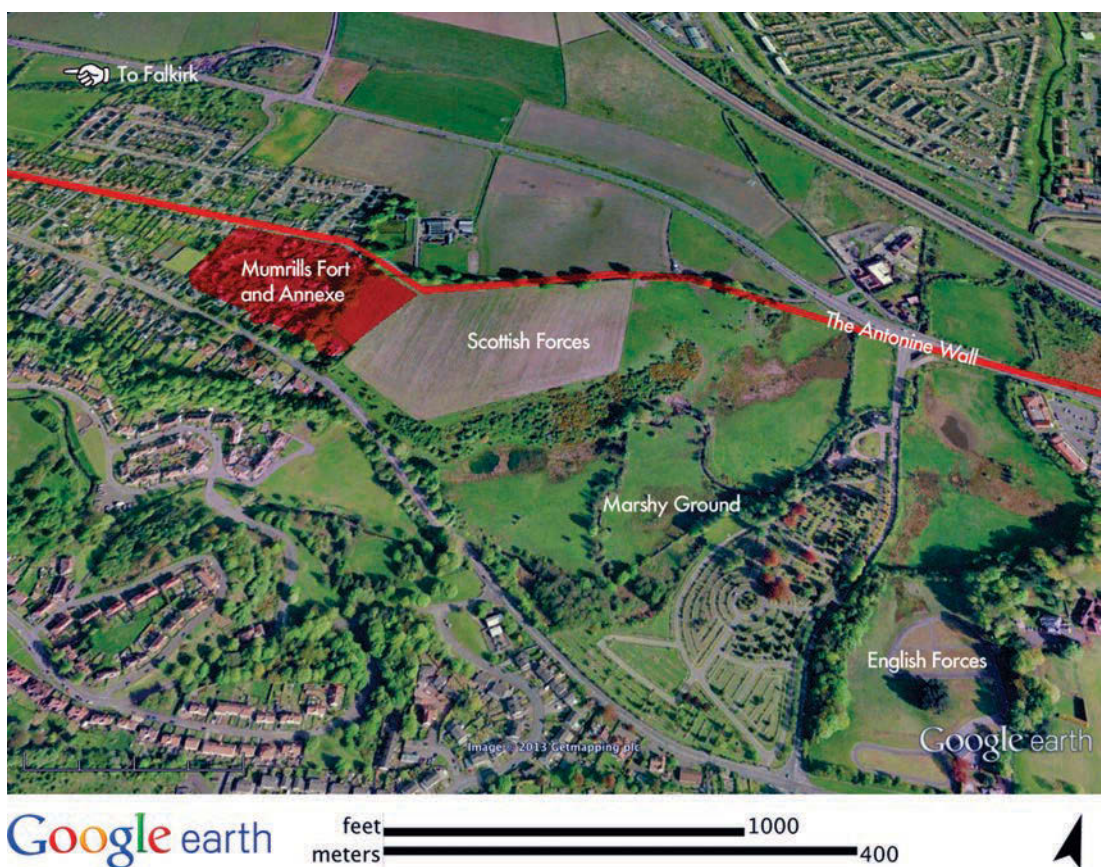 To Falkirk
Mumrills Fort
and Annexe
Scottish Forces
The Antonine Wall
Marshy Ground
English Forces
Image © 2013 Getmapping plc
Google earth
Google earth
feet 1000
meters 400